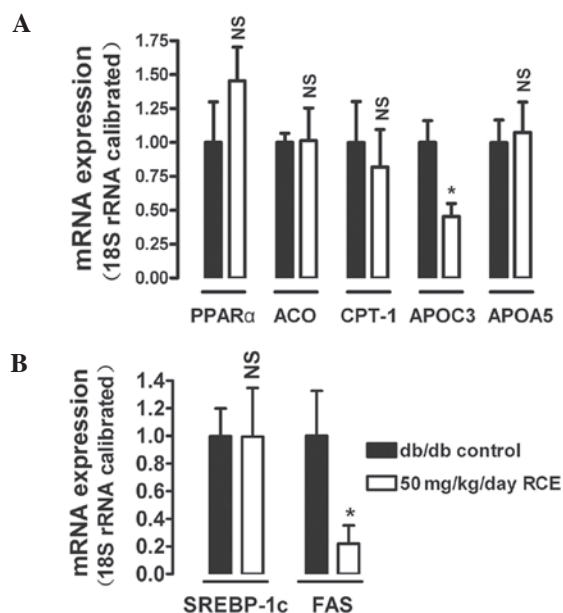 A
mRNA expression
(18S rRNA calibrated)
1.75
1.50
1.25
1.00
0.75
0.50
0.25
0.00
NS
NS
NS
*
NS
PPARα ACO CPT-1 APOC3 APOA5
B
mRNA expression
(18S rRNA calibrated)
1.4
1.2
1.0
0.8
0.6
0.4
0.2
0.0
NS
*
db/db control
50 mg/kg/day RCE
SREBP-1c FAS